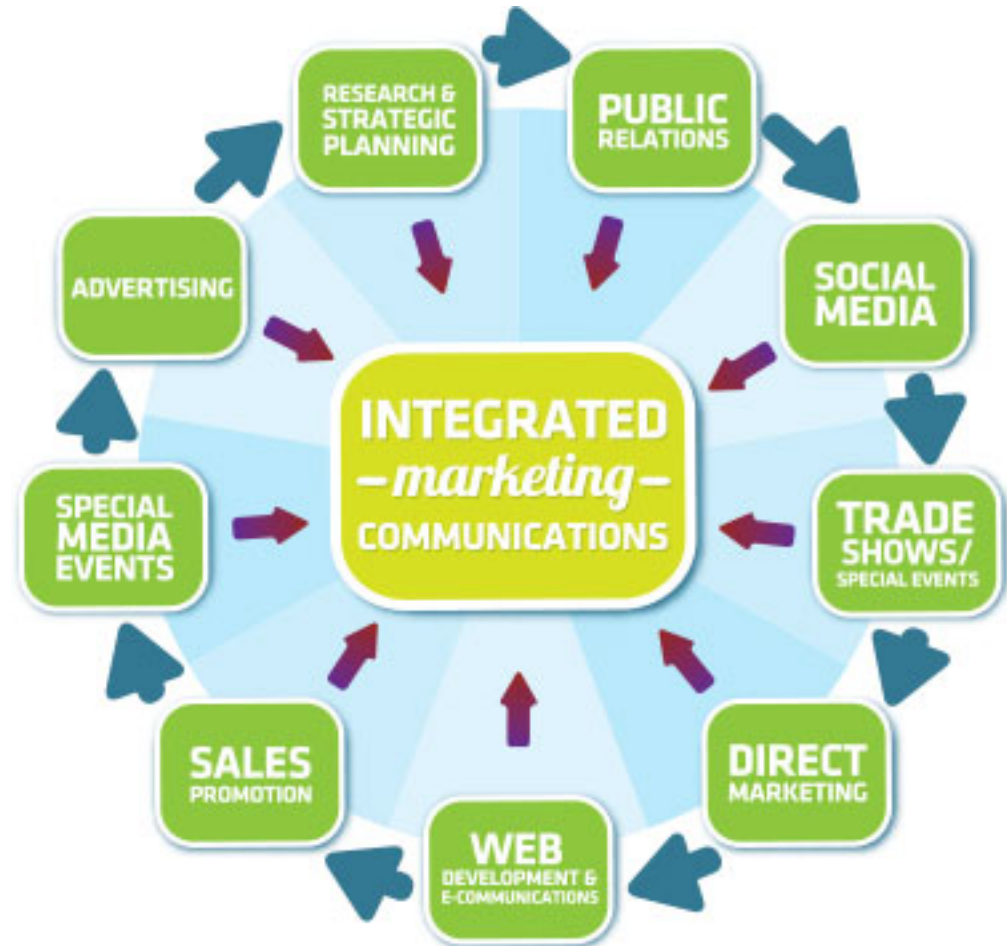 RESEARCH &
STRATEGIC
PLANNING
PUBLIC
RELATIONS
SOCIAL
MEDIA
TRADE
SHOWS/
SPECIAL EVENTS
DIRECT
MARKETING
WEB
DEVELOPMENT &
E-COMMUNICATIONS
SALES
PROMOTION
SPECIAL
MEDIA
EVENTS
ADVERTISING
INTEGRATED
–marketing–
COMMUNICATIONS